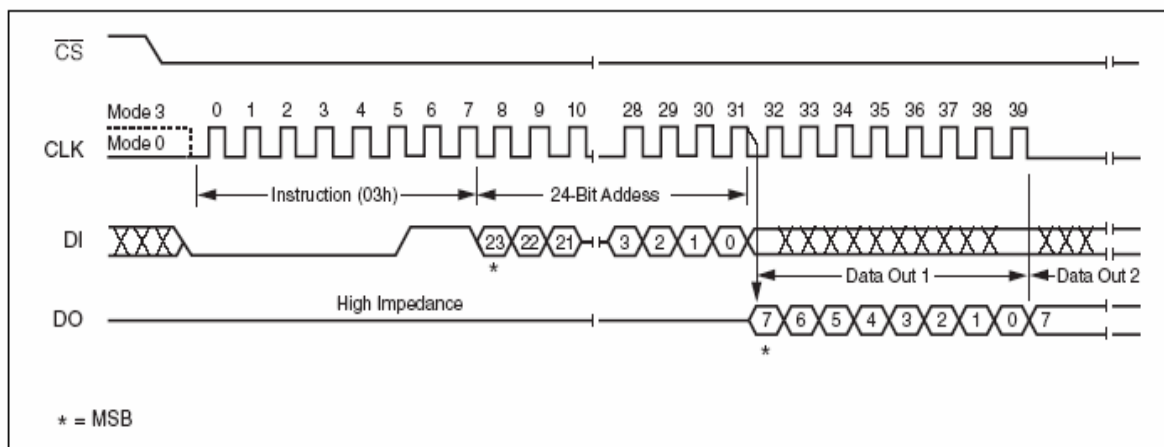 CS
Mode 3
0 1 2 3 4 5 6 7 8 9 10 28 29 30 31 32 33 34 35 36 37 38 39
CLK
Mode 0
Instruction (03h)
24-Bit Addess
DI
23 22 21 3 2 1 0
*
Data Out 1
Data Out 2
High Impedance
DO
7 6 5 4 3 2 1 0 7
*
* = MSB